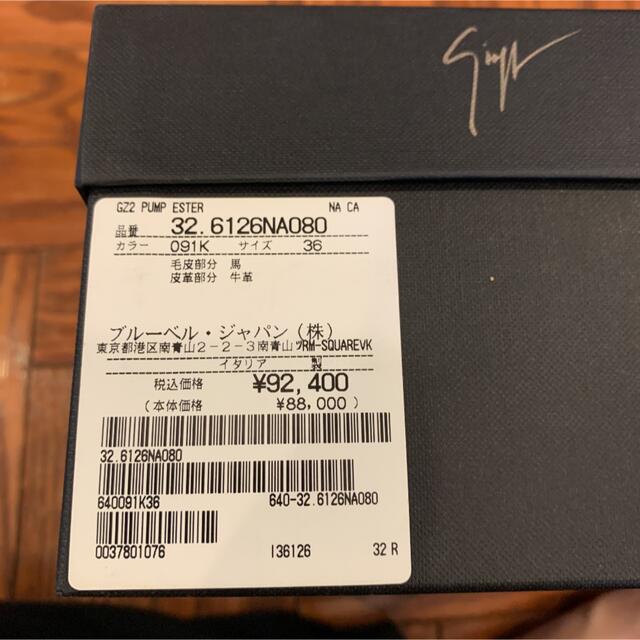 GZ2 PUMP ESTER NA CA
品番 32.6126NA080
カラー 091K サイズ 36
毛皮部分 馬
皮革部分 牛革
ブルーベル・ジャパン(株)
東京都港区南青山2-2-3南青山
RM-SQUAREVK
イタリア 製
税込価格 ¥92,400
(本体価格 ¥88,000)
32.6126NA080
640091K36 640-32.6126NA080
0037801076 I36126 32 R